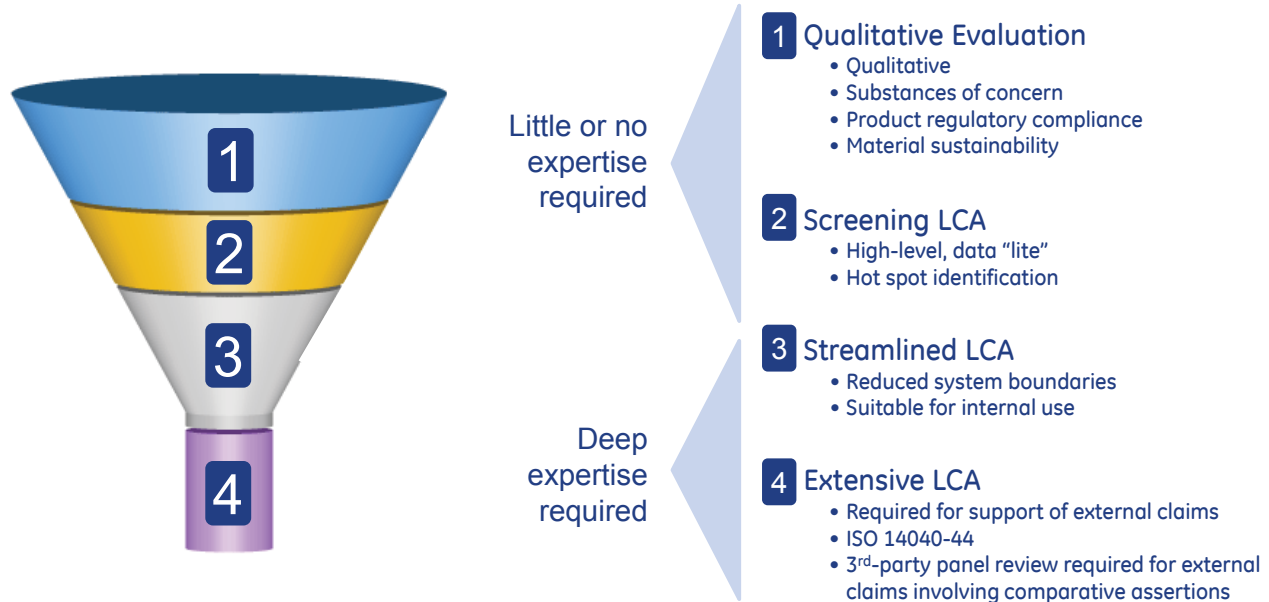 1
2
3
4
Little or no
expertise
required
Deep
expertise
required
1 Qualitative Evaluation
• Qualitative
• Substances of concern
• Product regulatory compliance
• Material sustainability
2 Screening LCA
• High-level, data “lite”
• Hot spot identification
3 Streamlined LCA
• Reduced system boundaries
• Suitable for internal use
4 Extensive LCA
• Required for support of external claims
• ISO 14040-44
• 3rd-party panel review required for external
claims involving comparative assertions